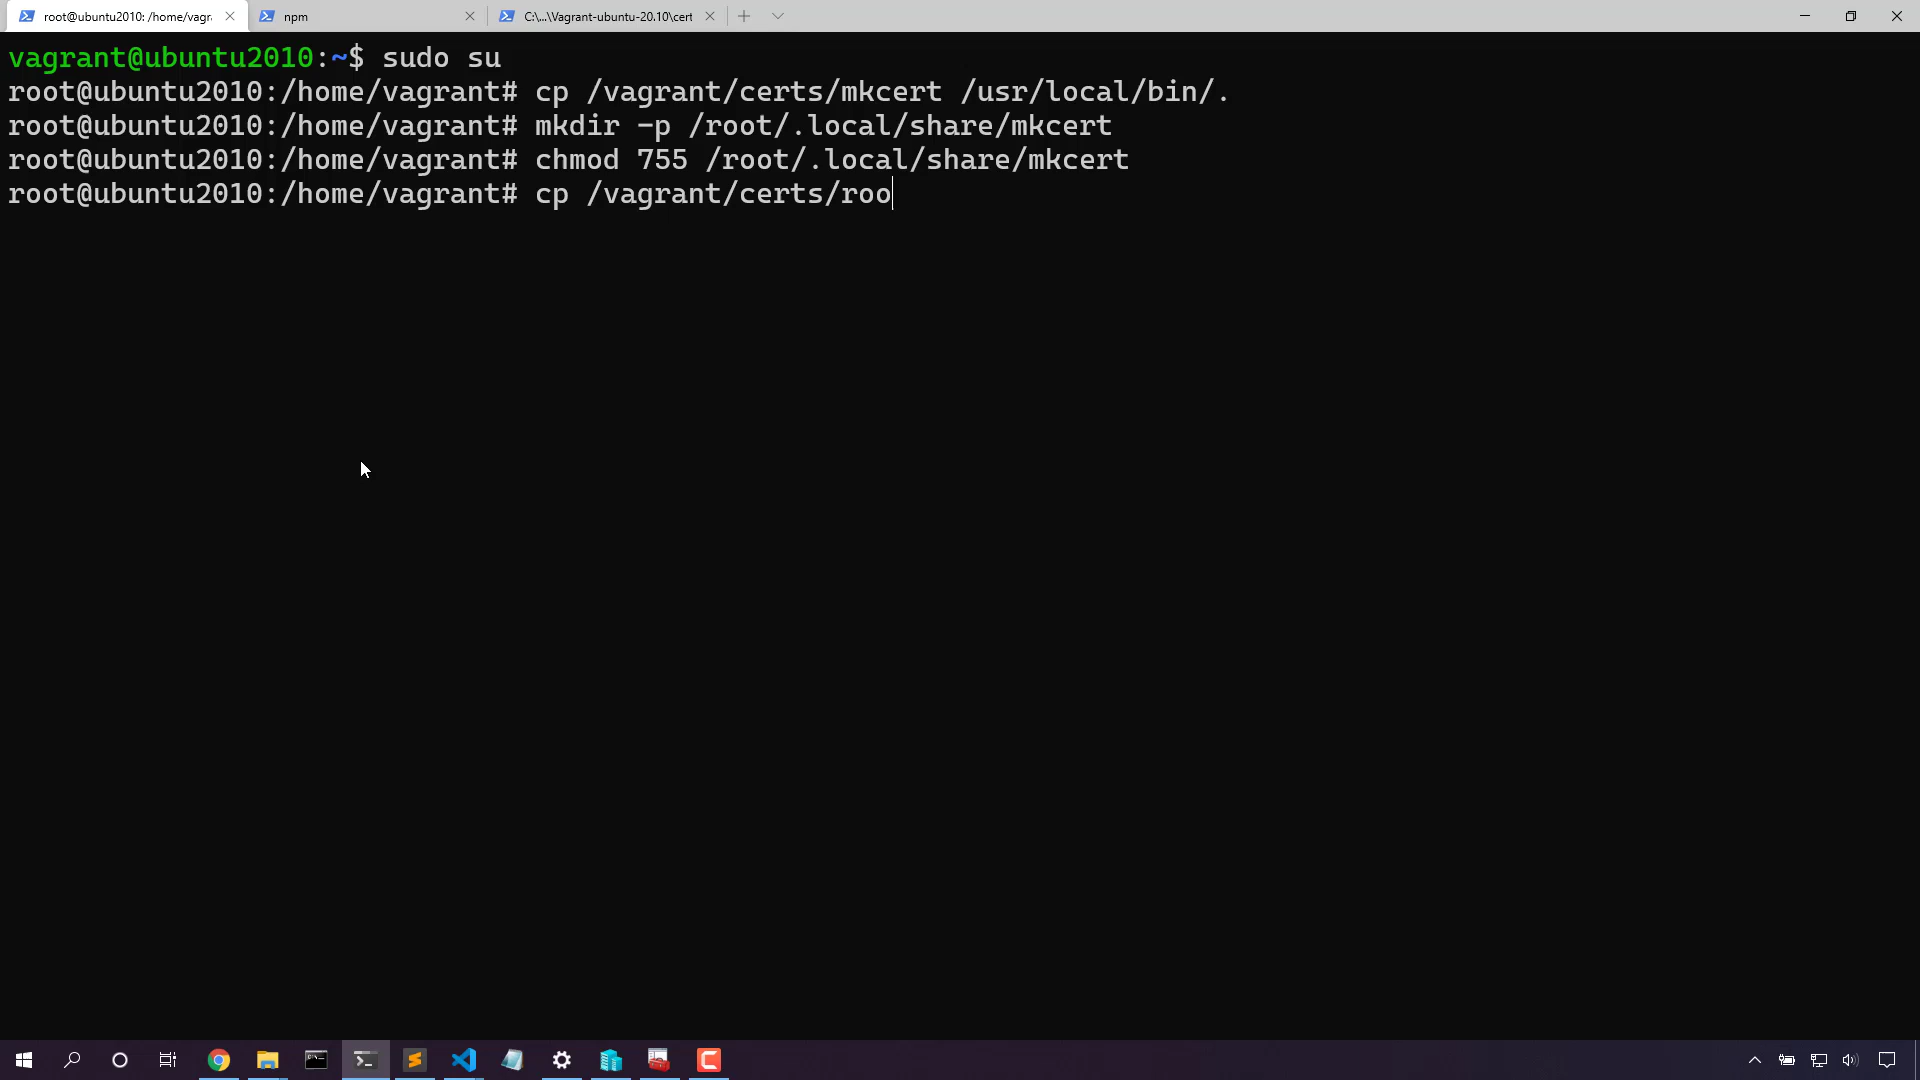 root@ubuntu2010: /home/vagr
npm
C:\...\Vagrant-ubuntu-20.10\cert
vagrant@ubuntu2010:~$ sudo su
root@ubuntu2010:/home/vagrant# cp /vagrant/certs/mkcert /usr/local/bin/.
root@ubuntu2010:/home/vagrant# mkdir -p /root/.local/share/mkcert
root@ubuntu2010:/home/vagrant# chmod 755 /root/.local/share/mkcert
root@ubuntu2010:/home/vagrant# cp /vagrant/certs/roo